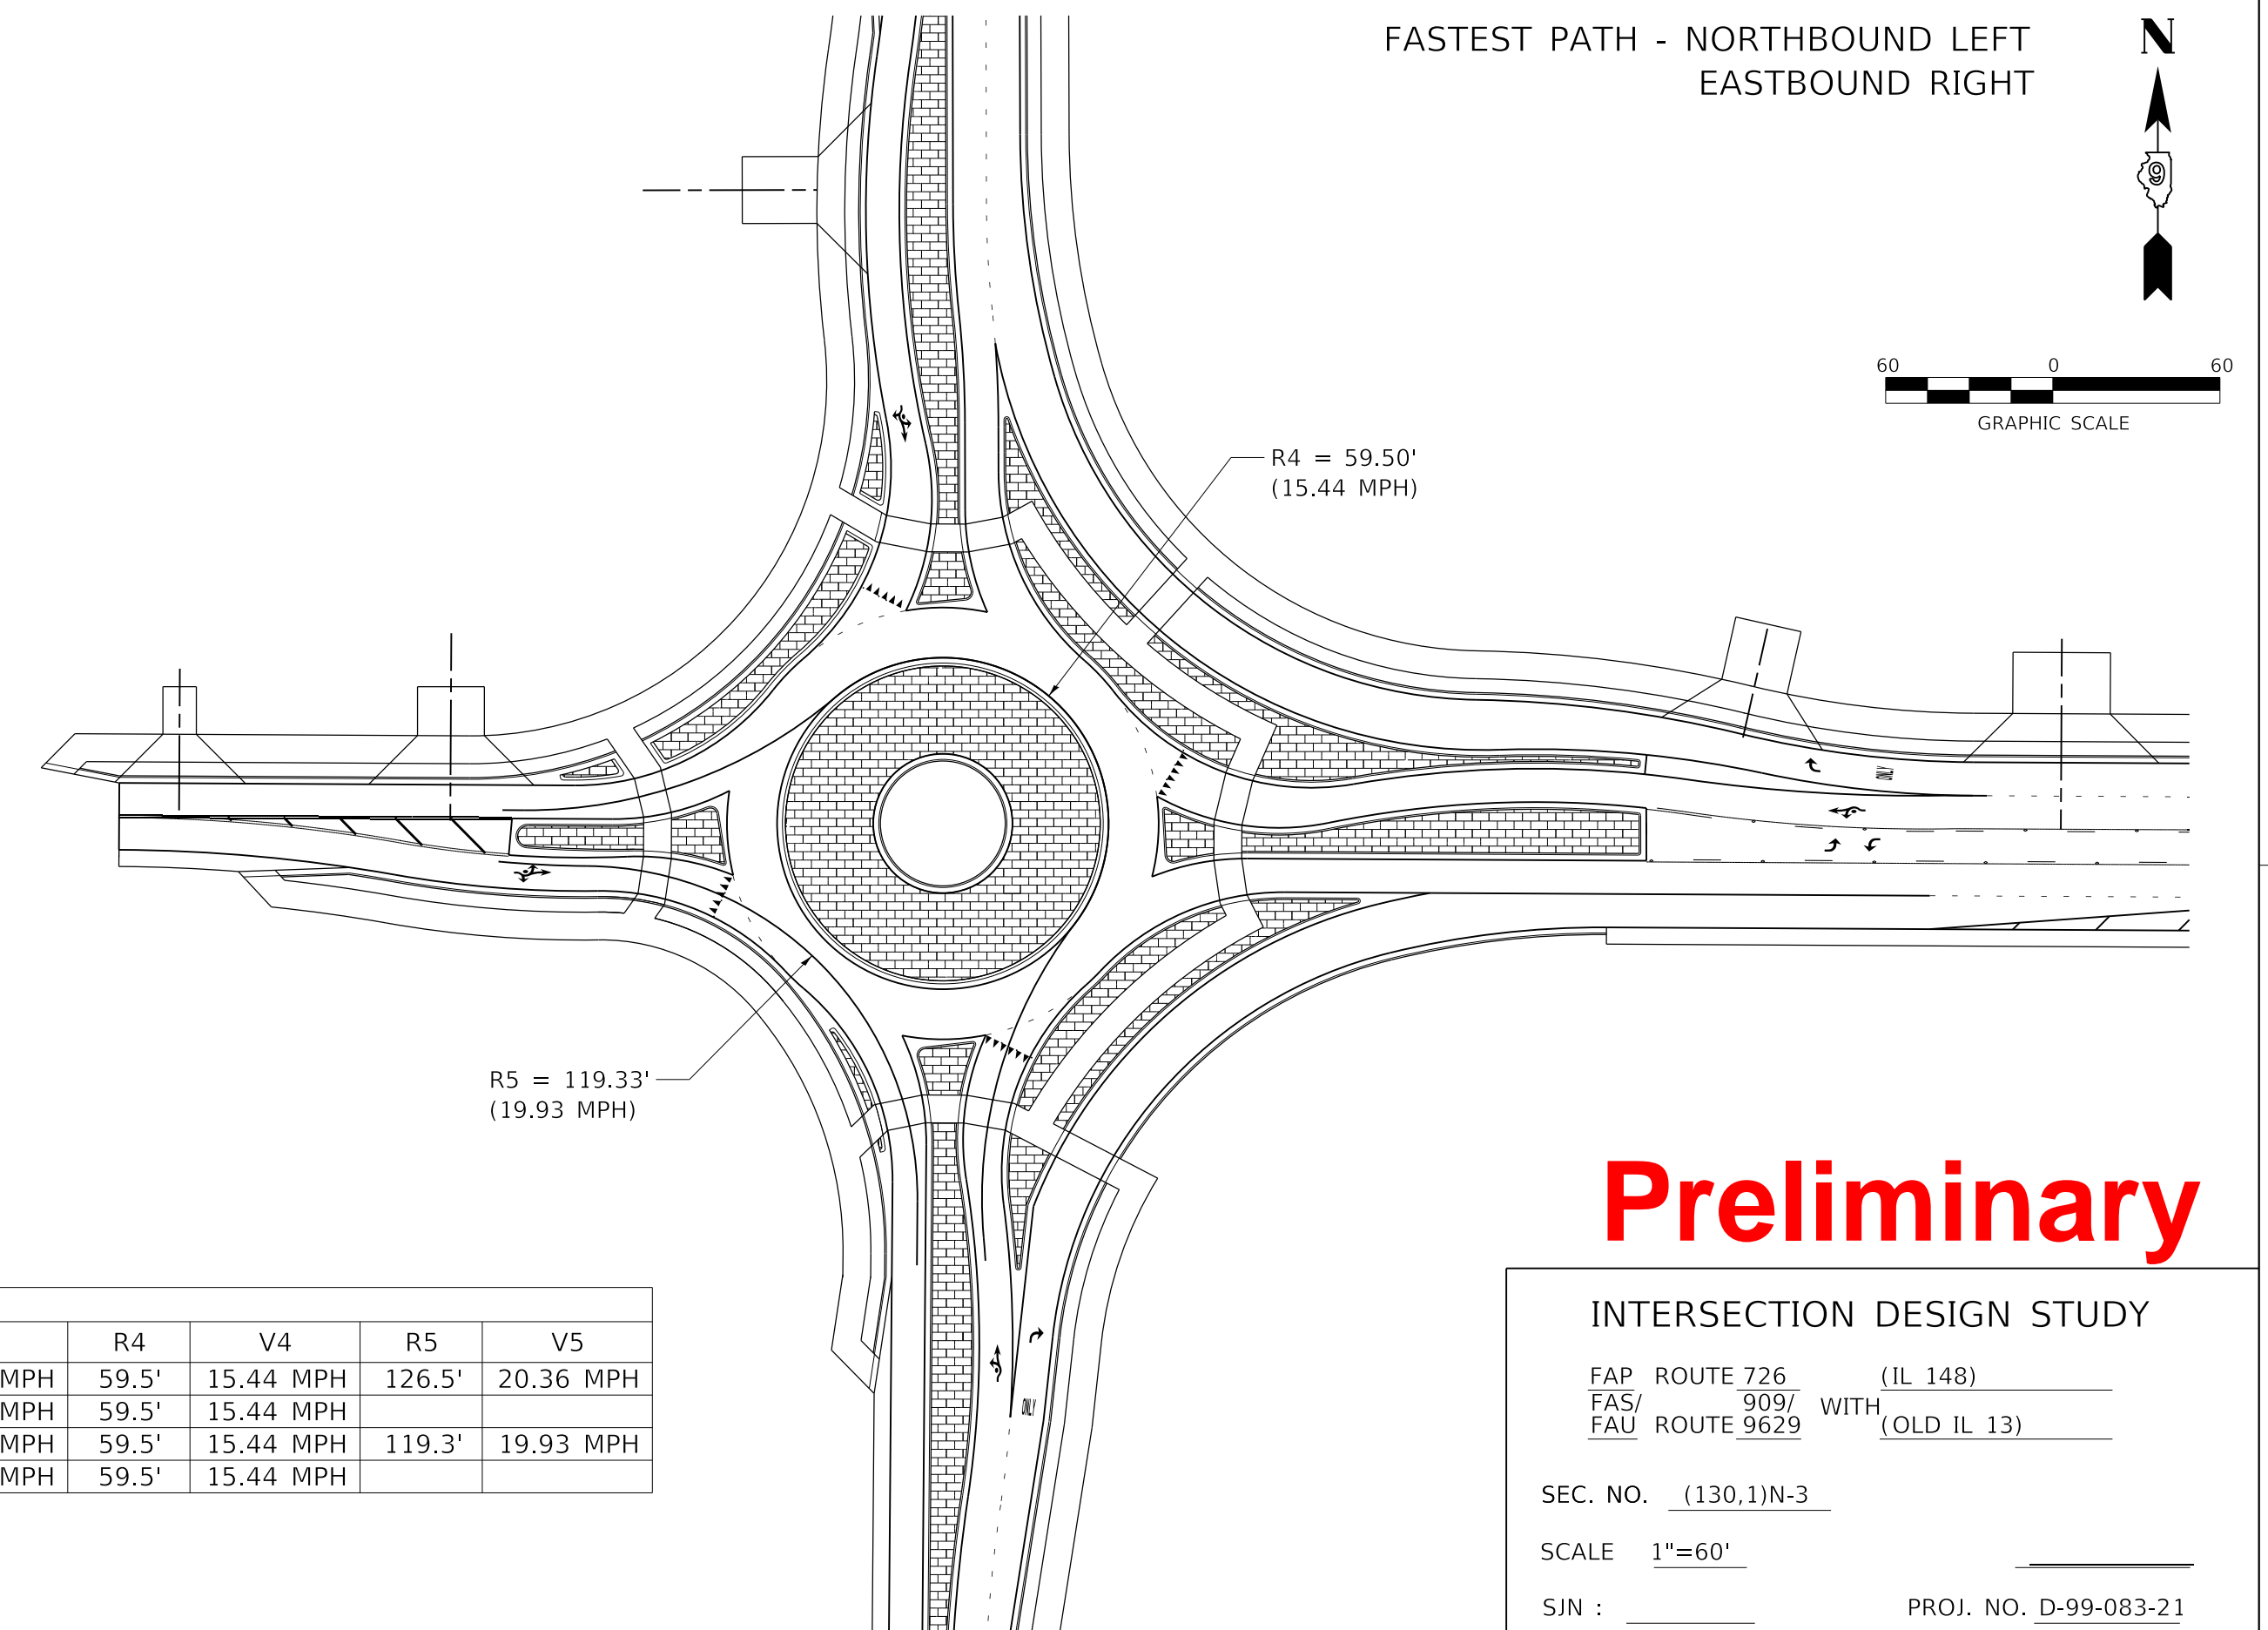 FASTEST PATH - NORTHBOUND LEFT
EASTBOUND RIGHT
N
9
60 0 60
GRAPHIC SCALE
R4 = 59.50'
(15.44 MPH)
ONLY
R5 = 119.33'
(19.93 MPH)
ONLY
Preliminary
R4 V4 R5 V5
MPH 59.5' 15.44 MPH 126.5' 20.36 MPH
MPH 59.5' 15.44 MPH
MPH 59.5' 15.44 MPH 119.3' 19.93 MPH
MPH 59.5' 15.44 MPH
INTERSECTION DESIGN STUDY
FAP ROUTE 726 (IL 148)
FAS/ 909/ WITH
FAU ROUTE 9629 (OLD IL 13)
SEC. NO. (130,1)N-3
SCALE 1"=60'
SJN : PROJ. NO. D-99-083-21